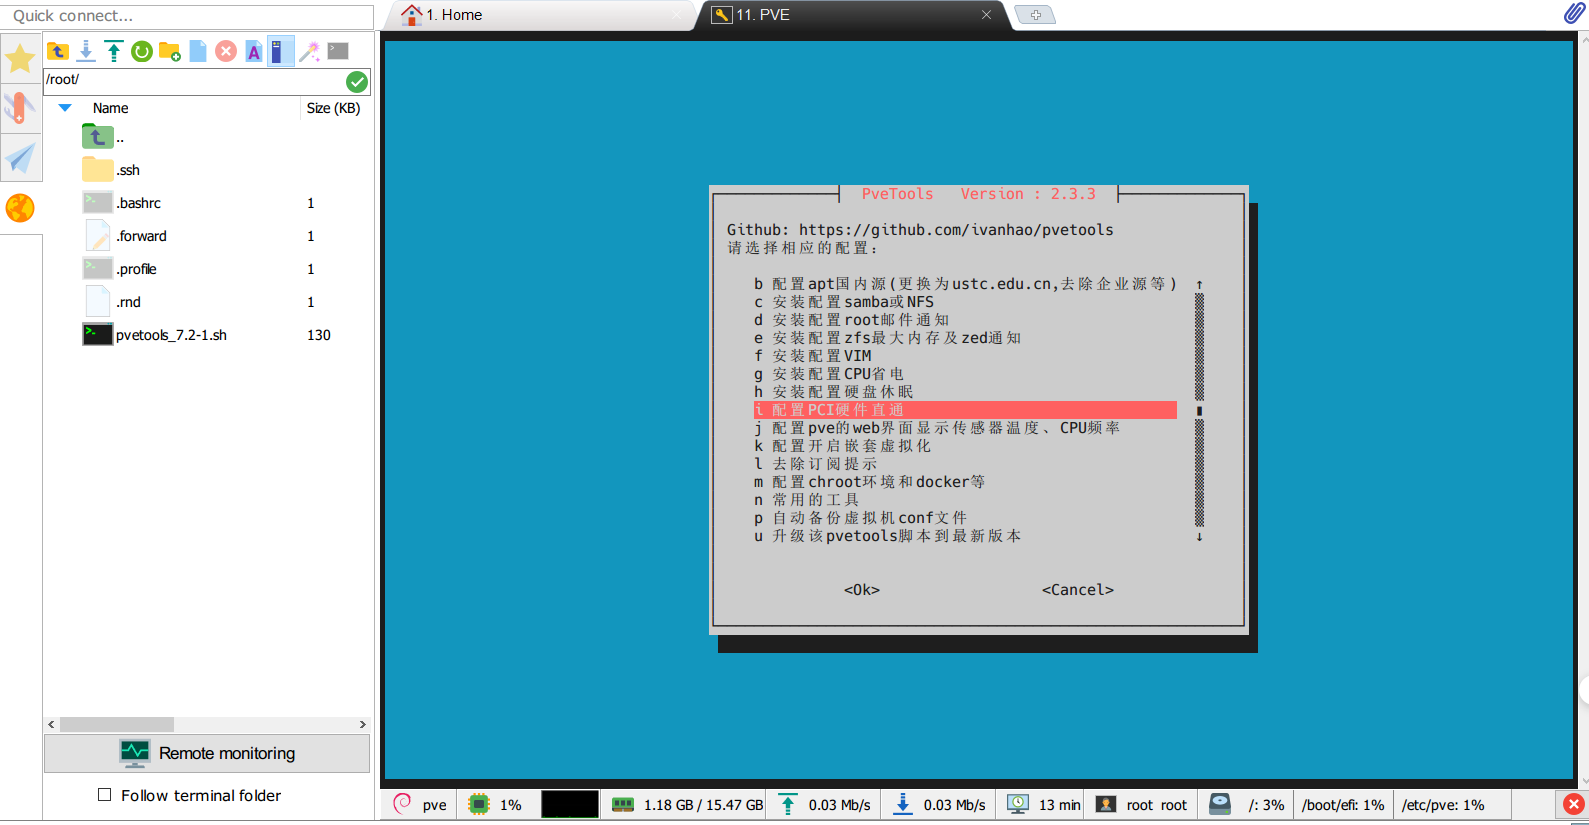 Quick connect...
1. Home
11. PVE
/root/
Name
Size (KB)
..
.ssh
.bashrc 1
.forward 1
.profile 1
.rnd 1
pvetools_7.2-1.sh 130
Remote monitoring
Follow terminal folder
PveTools Version : 2.3.3
Github: https://github.com/ivanhao/pvetools
请选择相应的配置：
b 配置apt国内源(更换为ustc.edu.cn,去除企业源等)
c 安装配置samba或NFS
d 安装配置root邮件通知
e 安装配置zfs最大内存及zed通知
f 安装配置VIM
g 安装配置CPU省电
h 安装配置硬盘休眠
i 配置PCI硬件直通
j 配置pve的web界面显示传感器温度、CPU频率
k 配置开启嵌套虚拟化
l 去除订阅提示
m 配置chroot环境和docker等
n 常用的工具
p 自动备份虚拟机conf文件
u 升级该pvetools脚本到最新版本
<Ok> <Cancel>
pve 1% 1.18 GB / 15.47 GB 0.03 Mb/s 0.03 Mb/s 13 min root root /: 3% /boot/efi: 1% /etc/pve: 1%